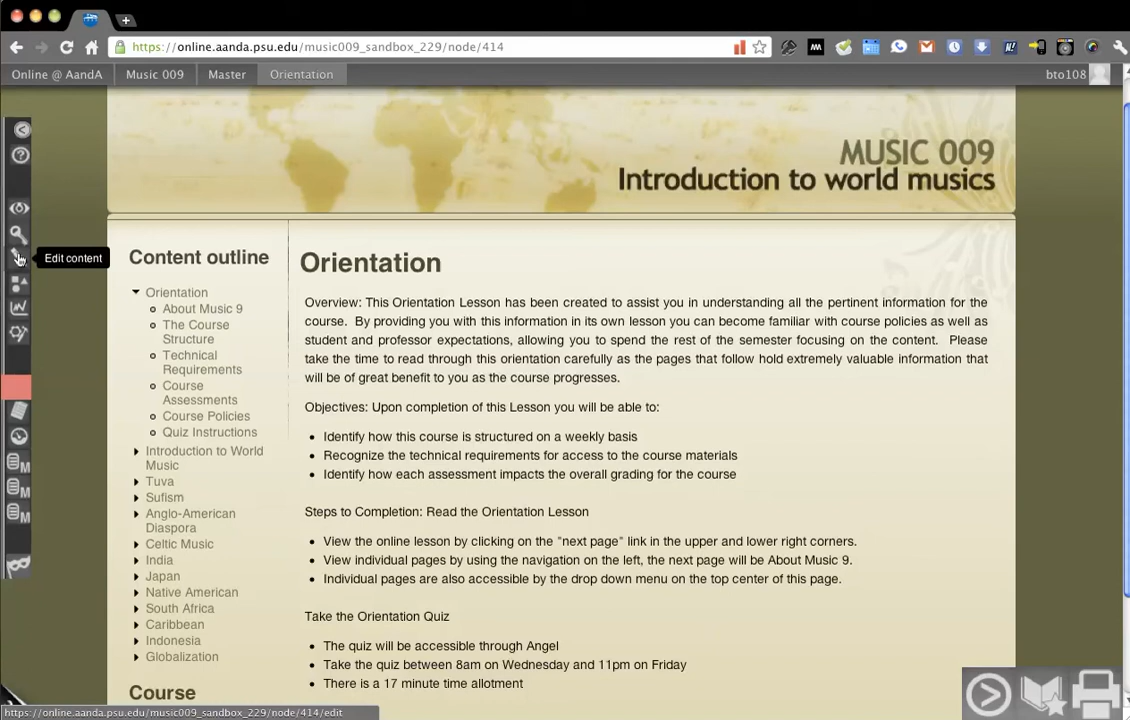 https://online.aanda.psu.edu/music009_sandbox_229/node/414
Online @ AandA
Music 009
Master
Orientation
bto108
MUSIC 009
Introduction to world musics
Edit content
M
M
M
Content outline
Orientation
About Music 9
The Course
Structure
Technical
Requirements
Course
Assessments
Course Policies
Quiz Instructions
Introduction to World
Music
Tuva
Sufism
Anglo-American
Diaspora
Celtic Music
India
Japan
Native American
South Africa
Caribbean
Indonesia
Globalization
Course
Orientation
Overview: This Orientation Lesson has been created to assist you in understanding all the pertinent information for the
course. By providing you with this information in its own lesson you can become familiar with course policies as well as
student and professor expectations, allowing you to spend the rest of the semester focusing on the content. Please
take the time to read through this orientation carefully as the pages that follow hold extremely valuable information that
will be of great benefit to you as the course progresses.
Objectives: Upon completion of this Lesson you will be able to:
Identify how this course is structured on a weekly basis
Recognize the technical requirements for access to the course materials
Identify how each assessment impacts the overall grading for the course
Steps to Completion: Read the Orientation Lesson
View the online lesson by clicking on the "next page" link in the upper and lower right corners.
View individual pages by using the navigation on the left, the next page will be About Music 9.
Individual pages are also accessible by the drop down menu on the top center of this page.
Take the Orientation Quiz
The quiz will be accessible through Angel
Take the quiz between 8am on Wednesday and 11pm on Friday
There is a 17 minute time allotment
https://online.aanda.psu.edu/music009_sandbox_229/node/414/edit